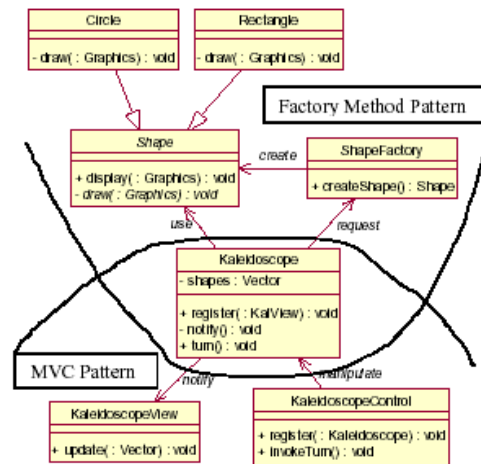 Circle
- draw( : Graphics) : void
Rectangle
- draw( : Graphics) : void
Factory Method Pattern
Shape
+ display( : Graphics) : void
- draw( : Graphics) : void
create
ShapeFactory
+ createShape() : Shape
use
request
Kaleidoscope
- shapes : Vector
+ register( : KalView) : void
- notify() : void
+ turn() : void
MVC Pattern
notify
manipulate
KaleidoscopeView
+ update( : Vector) : void
KaleidoscopeControl
+ register( : Kaleidoscope) : void
+ invokeTurn() : void